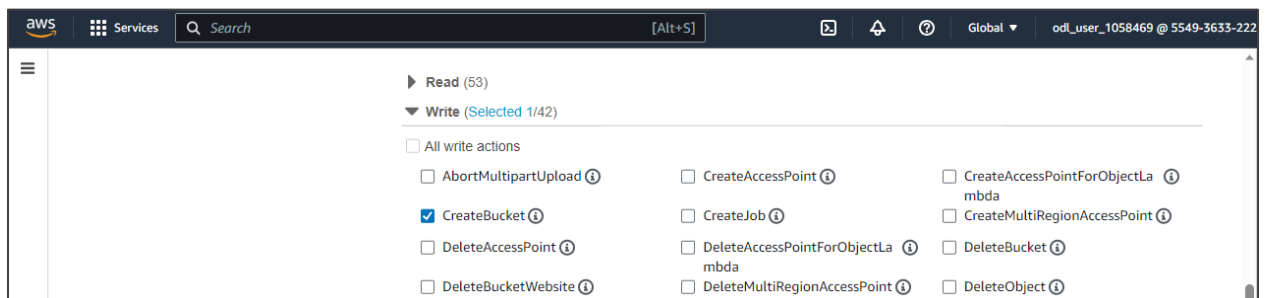 aws Services Search [Alt+S] Global ▼ odl_user_1058469 @ 5549-3633-222
Read (53)
Write (Selected 1/42)
All write actions
AbortMultipartUpload CreateAccessPoint CreateAccessPointForObjectLa
mbda
CreateBucket CreateJob CreateMultiRegionAccessPoint
DeleteAccessPoint DeleteAccessPointForObjectLa DeleteBucket
mbda
DeleteBucketWebsite DeleteMultiRegionAccessPoint DeleteObject